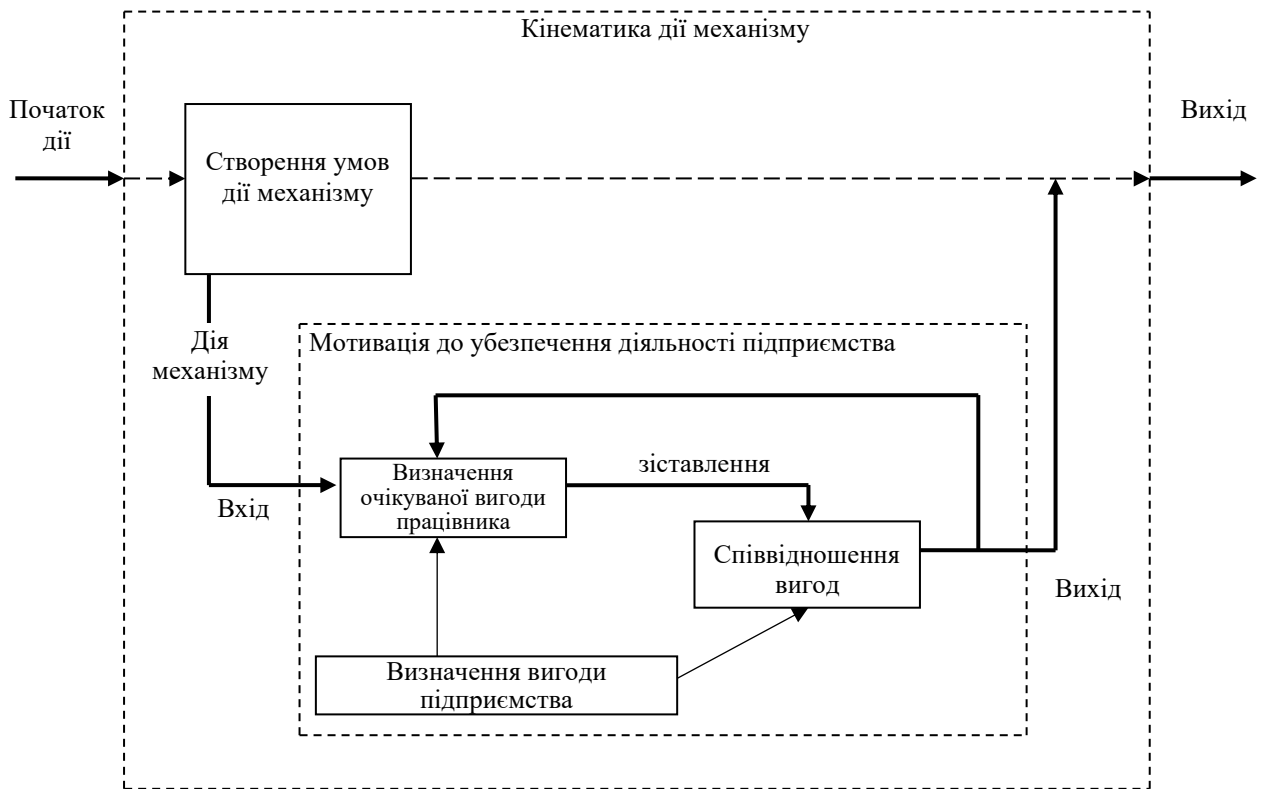 Кінематика дії механізму
Початок
дії
Вихід
Створення умов
дії механізму
Дія
механізму
Мотивація до убезпечення діяльності підприємства
Визначення
очікуваної вигоди
працівника
зіставлення
Вхід
Співвідношення
вигод
Вихід
Визначення вигоди
підприємства